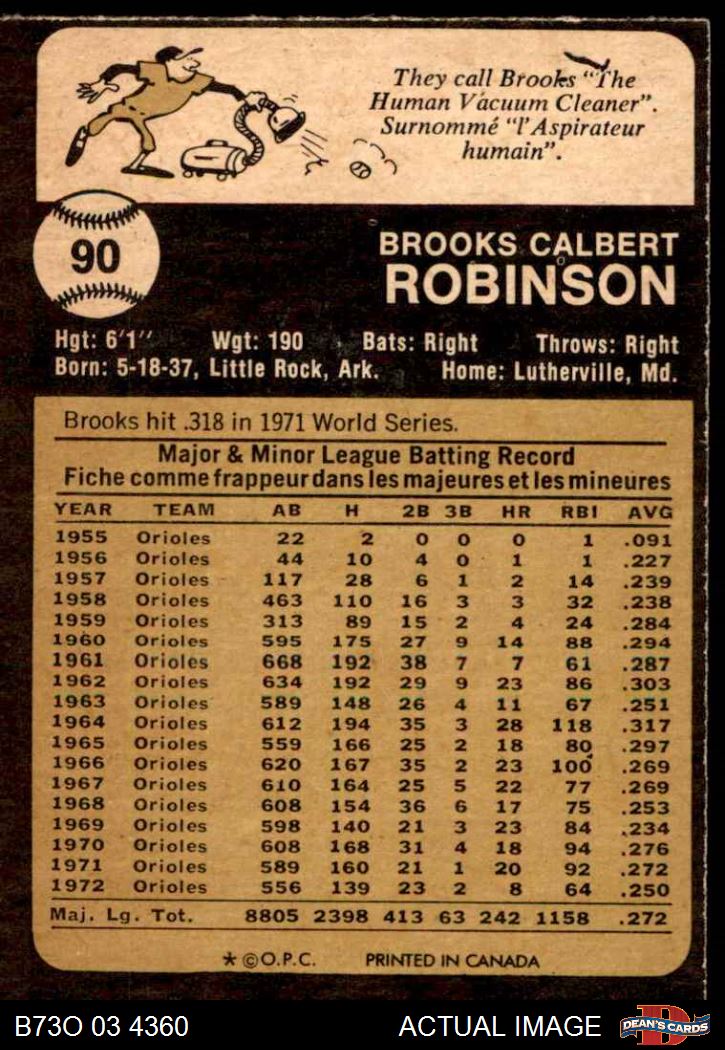 They call Brooks "The
Human Vacuum Cleaner".
Surnommé "l'Aspirateur
humain".
90
BROOKS CALBERT
ROBINSON
Hgt: 6'1'' Wgt: 190 Bats: Right Throws: Right
Born: 5-18-37, Little Rock, Ark. Home: Lutherville, Md.
Brooks hit .318 in 1971 World Series.
Major & Minor League Batting Record
Fiche comme frappeur dans les majeures et les mineures
YEAR TEAM AB H 2B 3B HR RBI AVG
1955 Orioles 22 2 0 0 0 1 .091
1956 Orioles 44 10 4 0 1 1 .227
1957 Orioles 117 28 6 1 2 14 .239
1958 Orioles 463 110 16 3 3 32 .238
1959 Orioles 313 89 15 2 4 24 .284
1960 Orioles 595 175 27 9 14 88 .294
1961 Orioles 668 192 38 7 7 61 .287
1962 Orioles 634 192 29 9 23 86 .303
1963 Orioles 589 148 26 4 11 67 .251
1964 Orioles 612 194 35 3 28 118 .317
1965 Orioles 559 166 25 2 18 80 .297
1966 Orioles 620 167 35 2 23 100 .269
1967 Orioles 610 164 25 5 22 77 .269
1968 Orioles 608 154 36 6 17 75 .253
1969 Orioles 598 140 21 3 23 84 .234
1970 Orioles 608 168 31 4 18 94 .276
1971 Orioles 589 160 21 1 20 92 .272
1972 Orioles 556 139 23 2 8 64 .250
Maj. Lg. Tot. 8805 2398 413 63 242 1158 .272
* © O.P.C. PRINTED IN CANADA
B73O 03 4360 ACTUAL IMAGE D DEAN'S CARDS